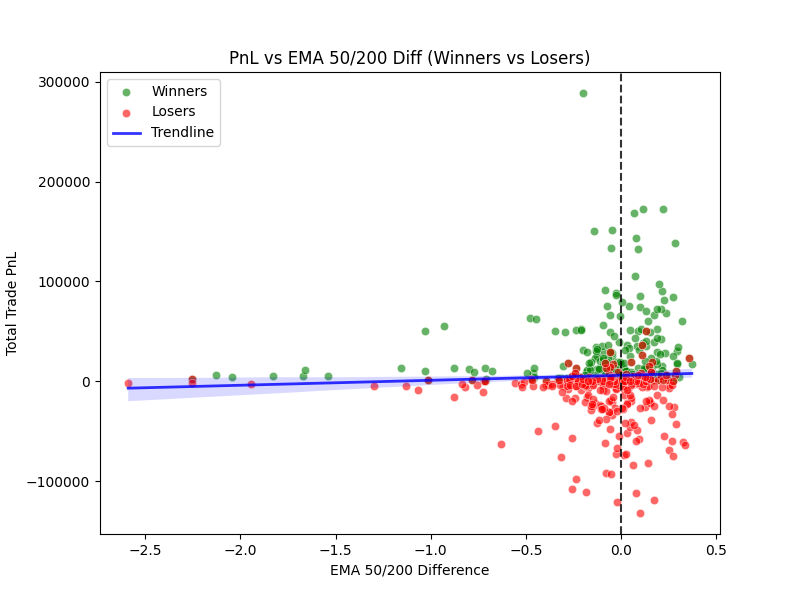 PnL vs EMA 50/200 Diff (Winners vs Losers)
Winners
Losers
Trendline
300000
200000
100000
0
−100000
Total Trade PnL
−2.5
−2.0
−1.5
−1.0
−0.5
0.0
0.5
EMA 50/200 Difference